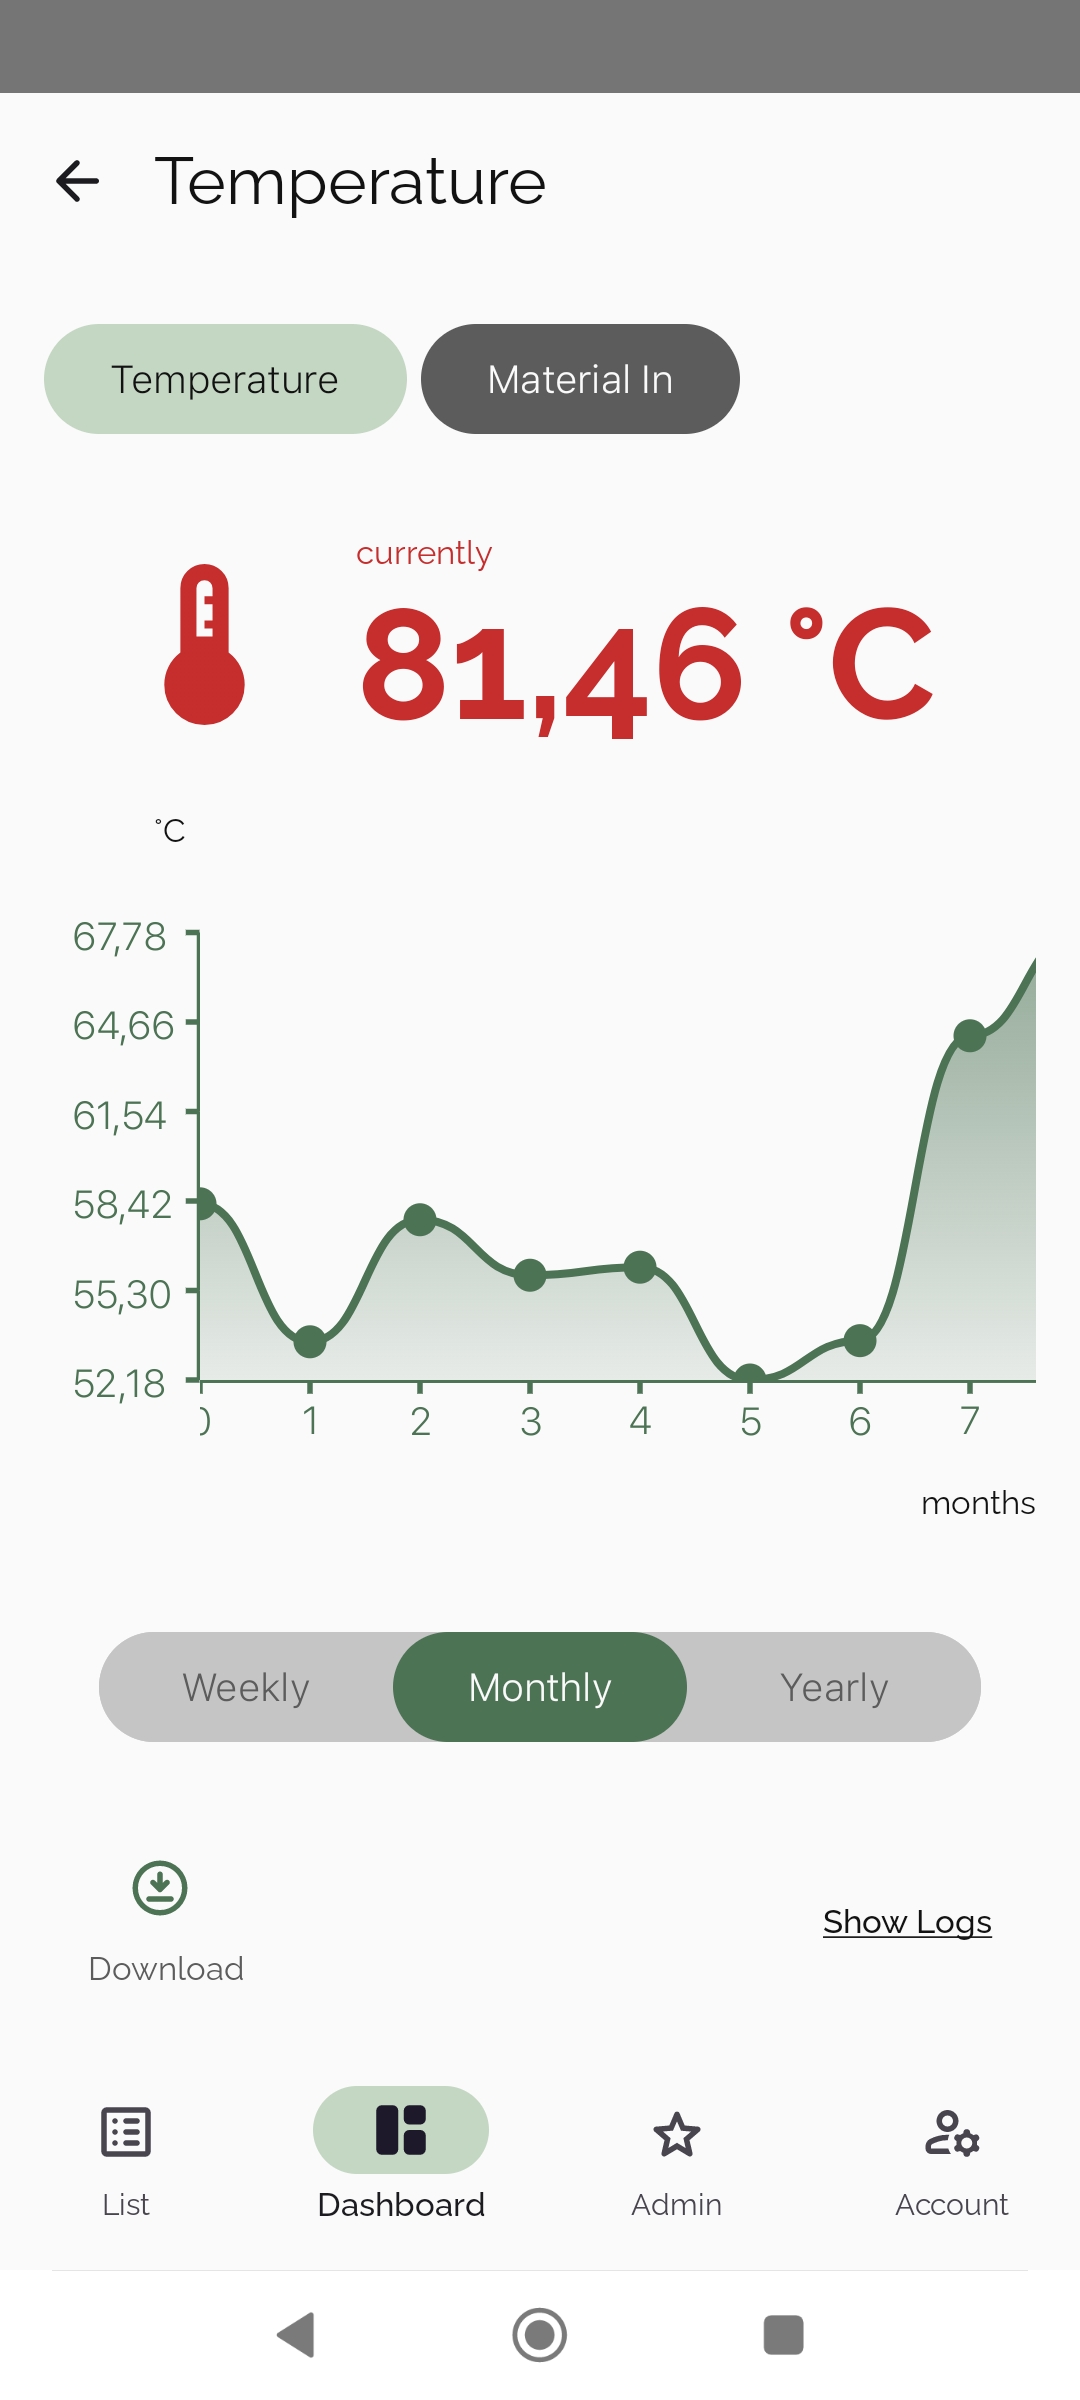 Temperature
Temperature
Material In
currently
81,46 °C
°C
67,78
64,66
61,54
58,42
55,30
52,18
0 1 2 3 4 5 6 7
months
Weekly Monthly Yearly
Download
Show Logs
List Dashboard Admin Account